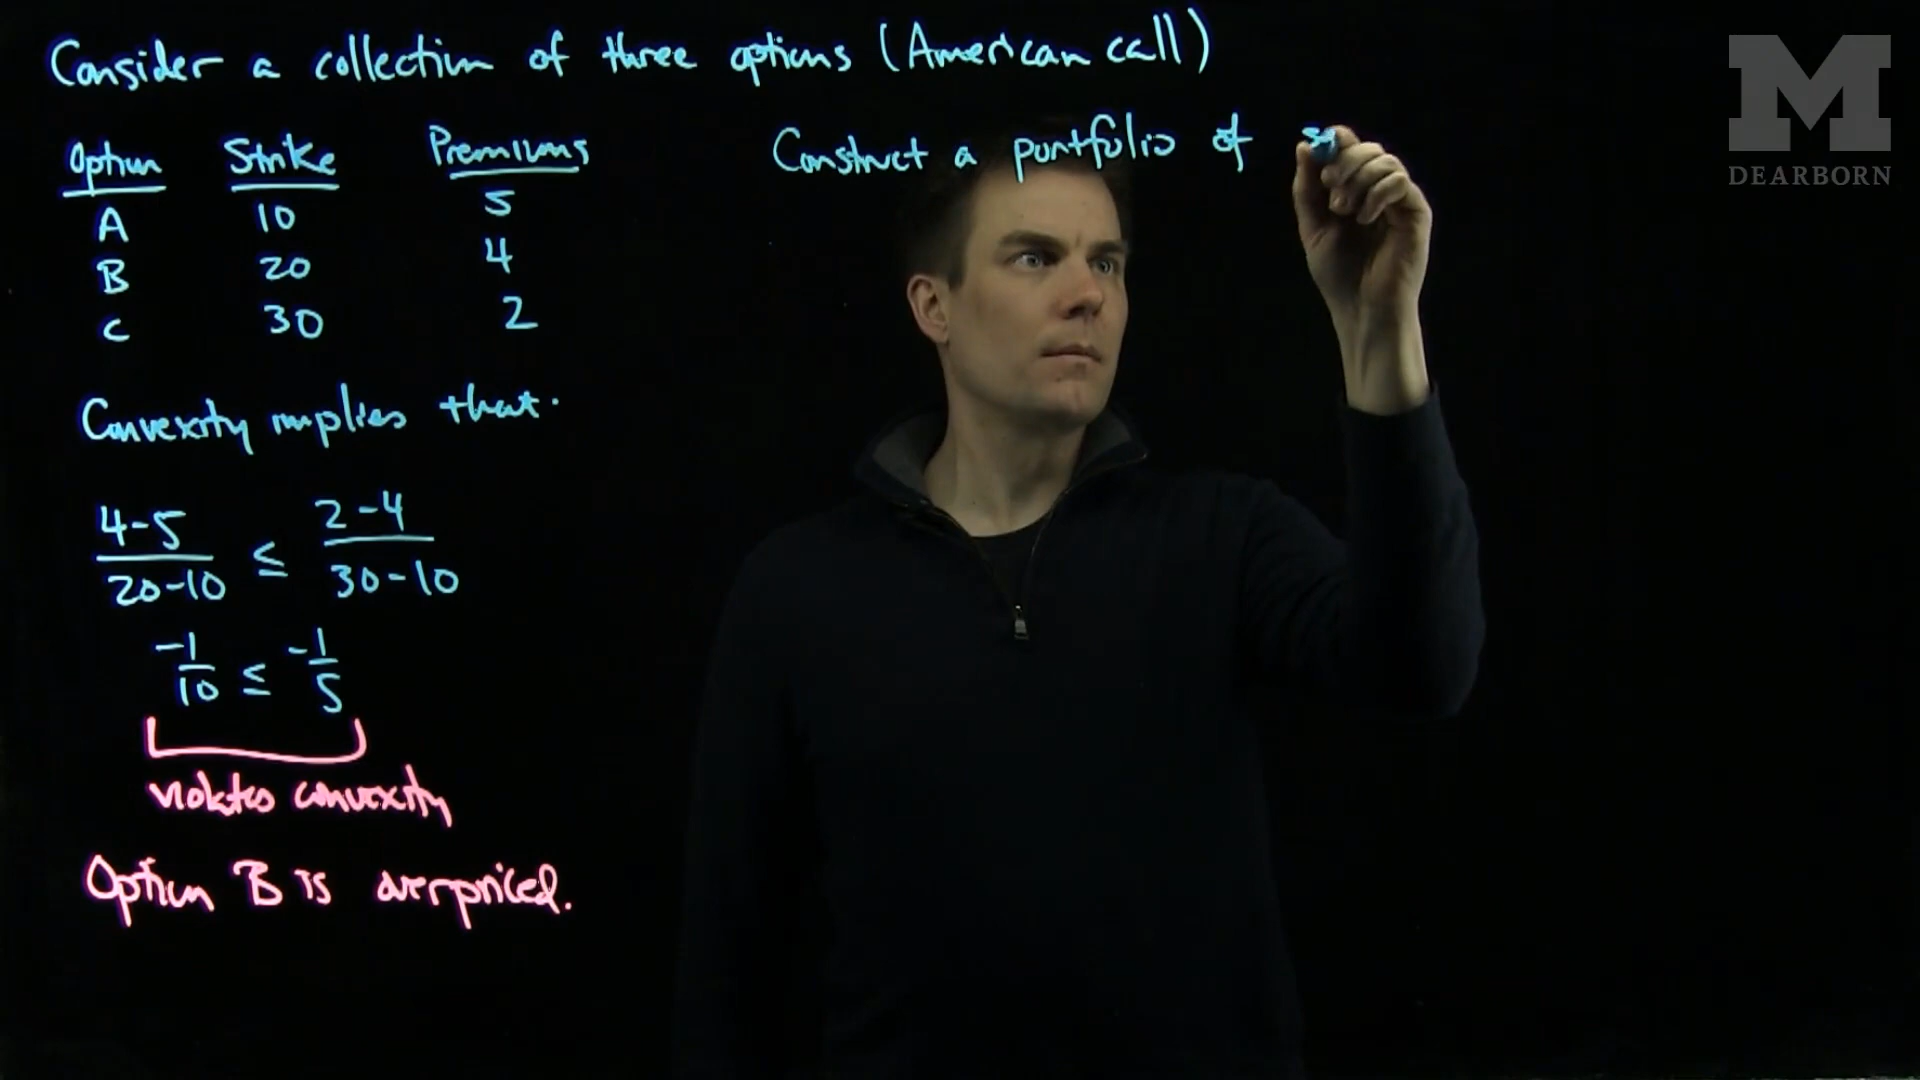 Consider a collection of three options (American call)
Option Strike Premiums
A 10 5
B 20 4
C 30 2
Convexity implies that.
4-5 / 20-10 ≤ 2-4 / 30-10
-1/10 ≤ -1/5
violates convexity
Option B is overpriced.
Construct a portfolio of
M
DEARBORN